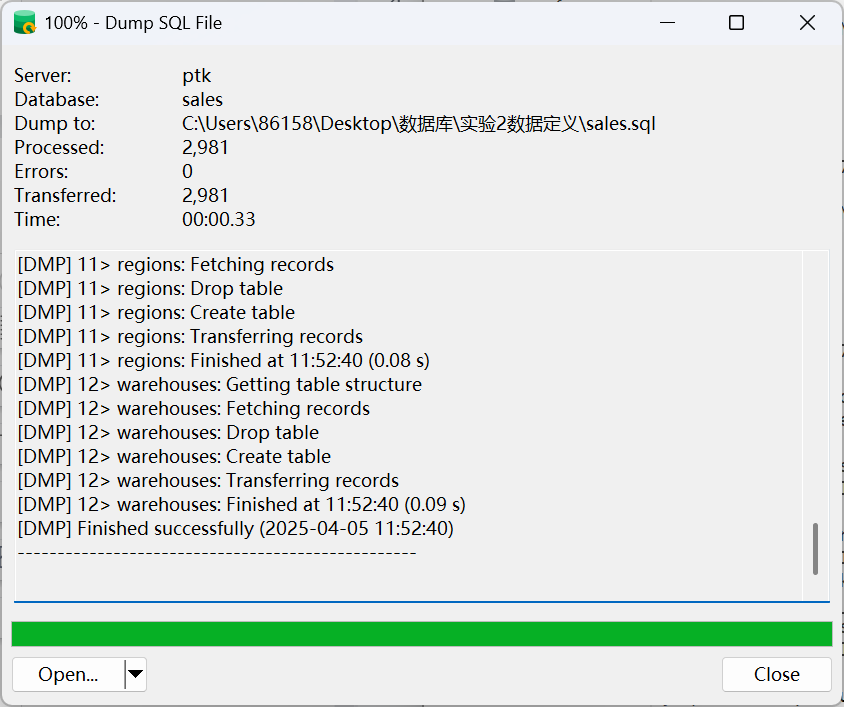 100% - Dump SQL File
Server: ptk
Database: sales
Dump to: C:\Users\86158\Desktop\数据库\实验2数据定义\sales.sql
Processed: 2,981
Errors: 0
Transferred: 2,981
Time: 00:00.33
[DMP] 11> regions: Fetching records
[DMP] 11> regions: Drop table
[DMP] 11> regions: Create table
[DMP] 11> regions: Transferring records
[DMP] 11> regions: Finished at 11:52:40 (0.08 s)
[DMP] 12> warehouses: Getting table structure
[DMP] 12> warehouses: Fetching records
[DMP] 12> warehouses: Drop table
[DMP] 12> warehouses: Create table
[DMP] 12> warehouses: Transferring records
[DMP] 12> warehouses: Finished at 11:52:40 (0.09 s)
[DMP] Finished successfully (2025-04-05 11:52:40)
--------------------------------------------------
Open... Close